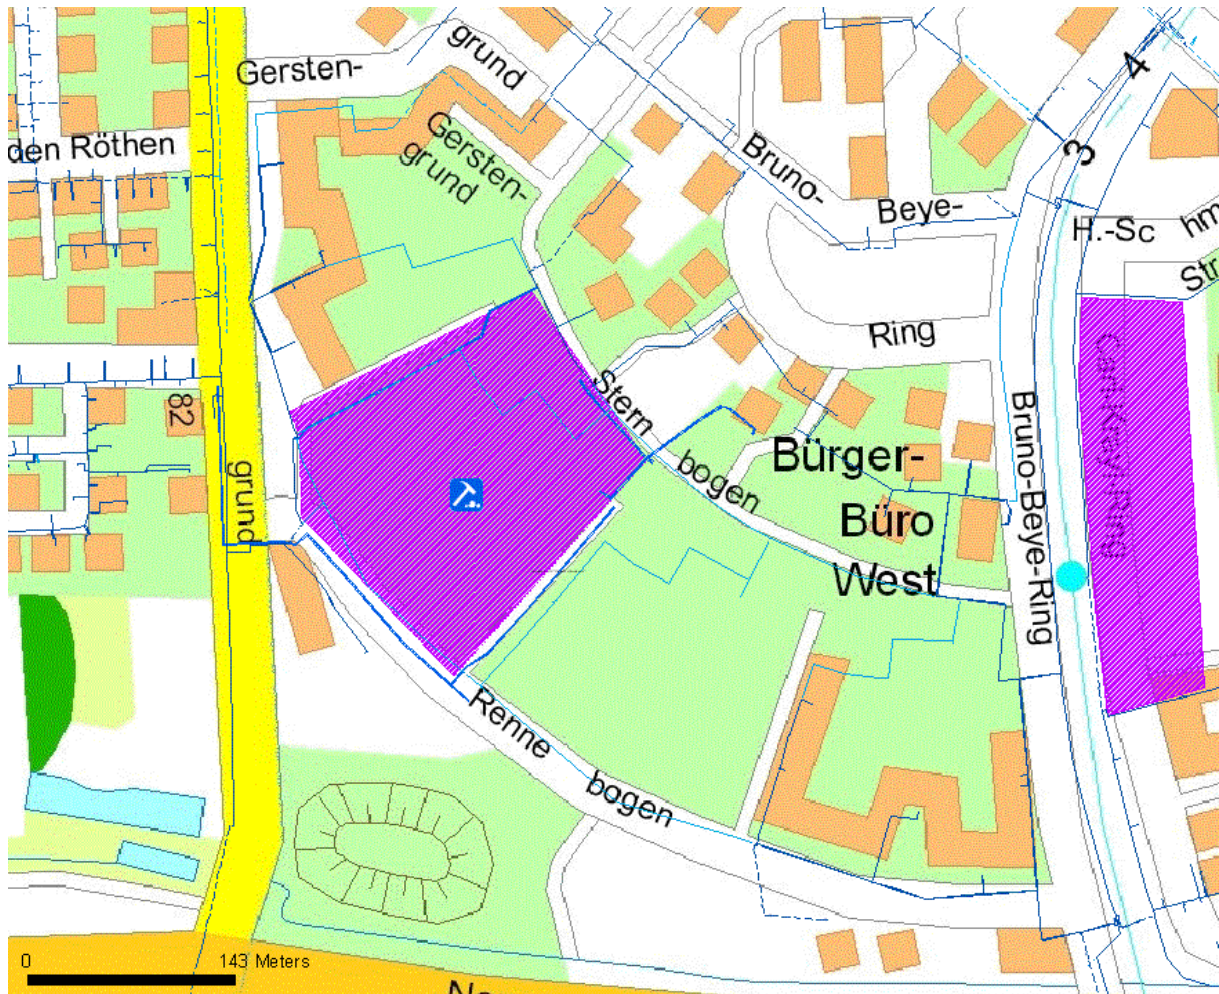 Gersten-
grund
den Röthen
Gersten-
grund
Bruno-
Beye-
4
3
H.-Sc
hm
Str
Ring
Carl-Krayl-Ring
82
grund
Stern
bogen
Bürger-
Büro
West
Bruno-Beye-Ring
Renne
bogen
0
143 Meters